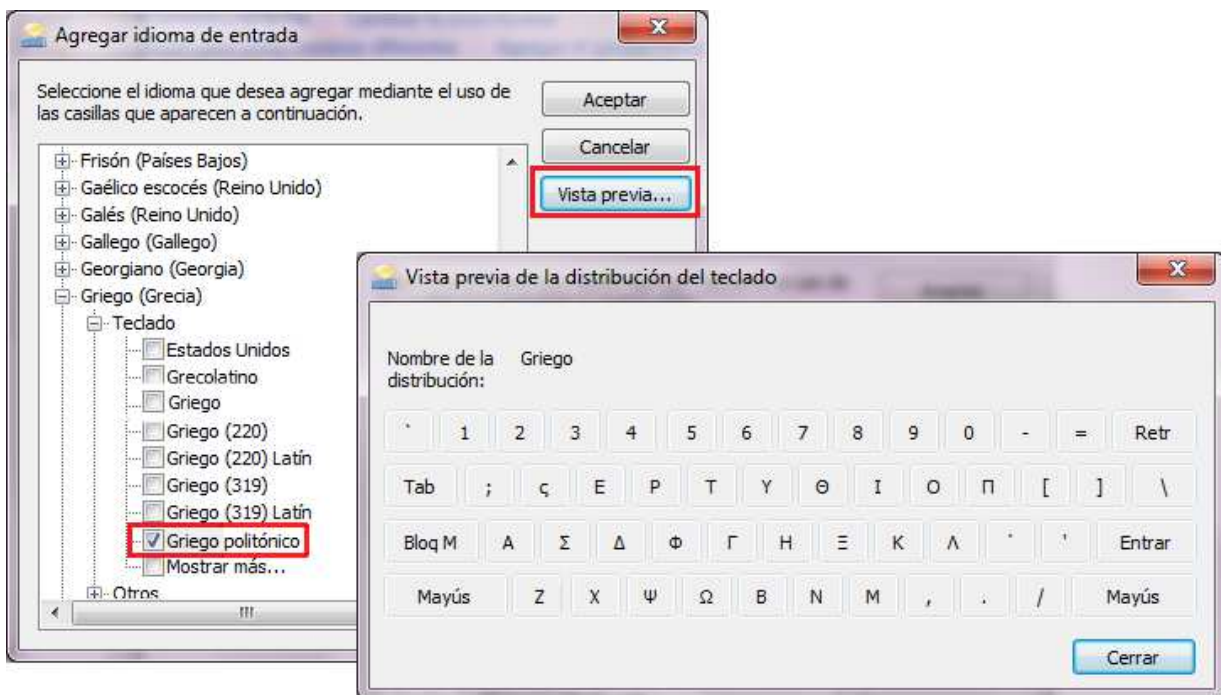 Agregar idioma de entrada
Seleccione el idioma que desea agregar mediante el uso de
las casillas que aparecen a continuación.
Aceptar
Cancelar
Vista previa...
Frisón (Países Bajos)
Gaélico escocés (Reino Unido)
Galés (Reino Unido)
Gallego (Gallego)
Georgiano (Georgia)
Griego (Grecia)
Teclado
Estados Unidos
Grecolatino
Griego
Griego (220)
Griego (220) Latín
Griego (319)
Griego (319) Latín
Griego politónico
Mostrar más...
Otros
Vista previa de la distribución del teclado
Nombre de la Griego
distribución:
` 1 2 3 4 5 6 7 8 9 0 - = Retr
Tab ; ς Ε Ρ Τ Υ Θ Ι Ο Π [ ] \
Bloq M Α Σ Δ Φ Γ Η Ξ Κ Λ ΄ ' Entrar
Mayús Ζ Χ Ψ Ω Β Ν Μ , . / Mayús
Cerrar